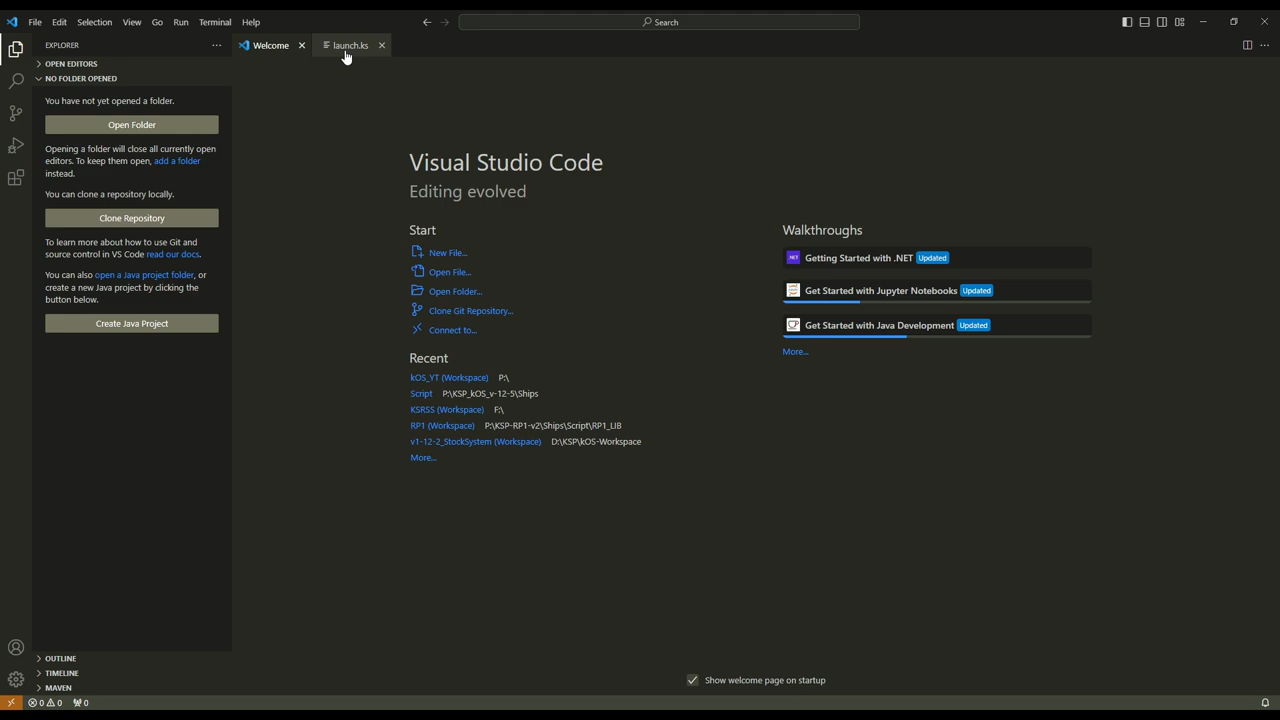 File Edit Selection View Go Run Terminal Help
Search
EXPLORER
Welcome
launch.ks
OPEN EDITORS
NO FOLDER OPENED
You have not yet opened a folder.
Open Folder
Opening a folder will close all currently open
editors. To keep them open, add a folder
instead.
You can clone a repository locally.
Clone Repository
To learn more about how to use Git and
source control in VS Code read our docs.
You can also open a Java project folder, or
create a new Java project by clicking the
button below.
Create Java Project
Visual Studio Code
Editing evolved
Start
New File...
Open File...
Open Folder...
Clone Git Repository...
Connect to...
Recent
kOS_YT (Workspace) P:\
Script P:\KSP_kOS_v-12-5\Ships
KSRSS (Workspace) F:\
RP1 (Workspace) P:\KSP-RP1-v2\Ships\Script\RP1_LIB
v1-12-2_StockSystem (Workspace) D:\KSP\kOS-Workspace
More...
Walkthroughs
.NET Getting Started with .NET Updated
Get Started with Jupyter Notebooks Updated
Get Started with Java Development Updated
More...
Show welcome page on startup
OUTLINE
TIMELINE
MAVEN
0 0 0